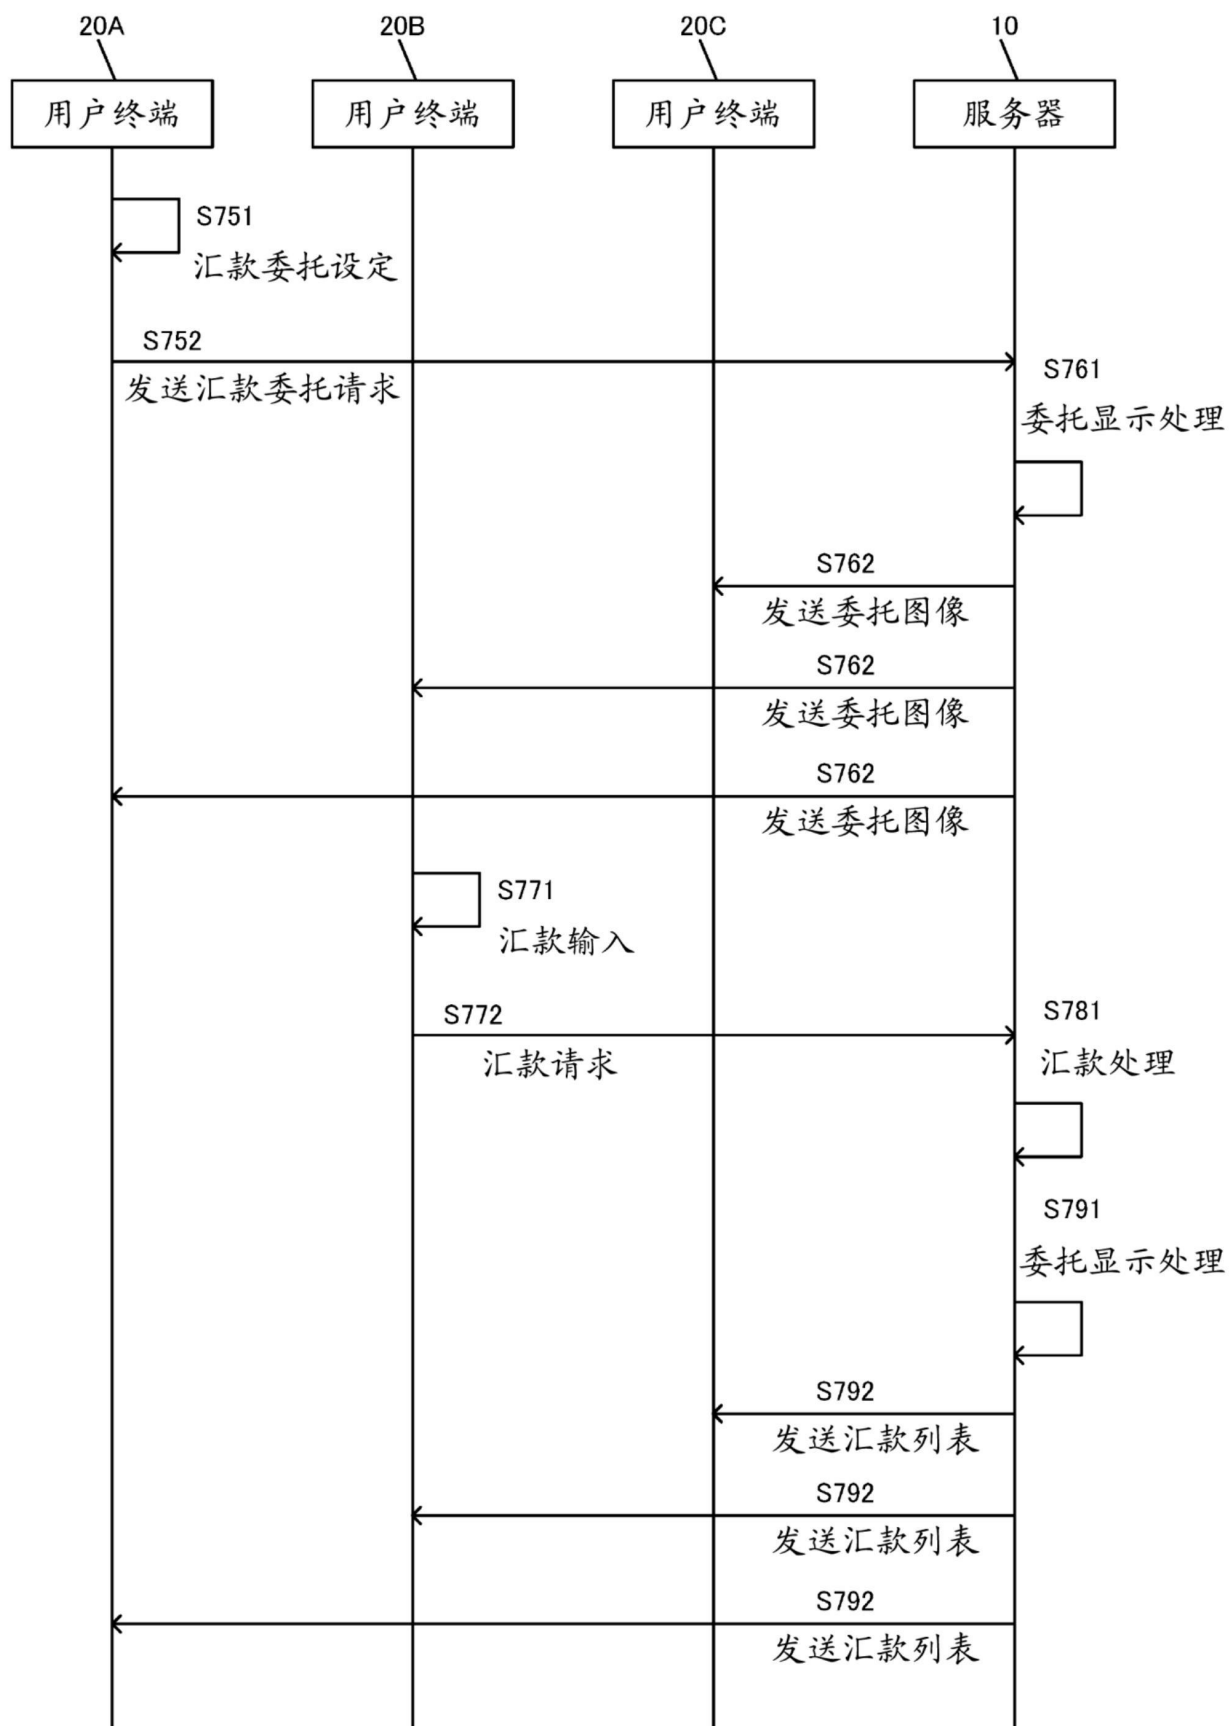 20A
20B
20C
10
用户终端
用户终端
用户终端
服务器
S751
汇款委托设定
S752
发送汇款委托请求
S761
委托显示处理
S762
发送委托图像
S762
发送委托图像
S762
发送委托图像
S771
汇款输入
S772
汇款请求
S781
汇款处理
S791
委托显示处理
S792
发送汇款列表
S792
发送汇款列表
S792
发送汇款列表